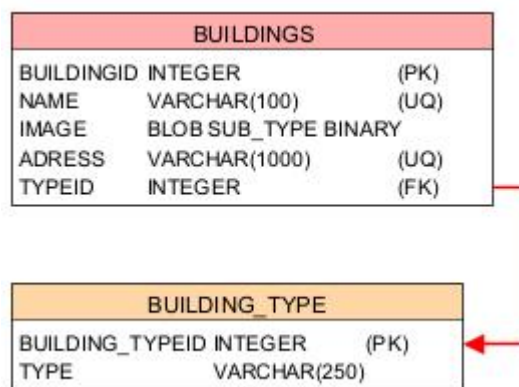 BUILDINGS
BUILDINGID INTEGER (PK)
NAME VARCHAR(100) (UQ)
IMAGE BLOB SUB_TYPE BINARY
ADRESS VARCHAR(1000) (UQ)
TYPEID INTEGER (FK)
BUILDING_TYPE
BUILDING_TYPEID INTEGER (PK)
TYPE VARCHAR(250)